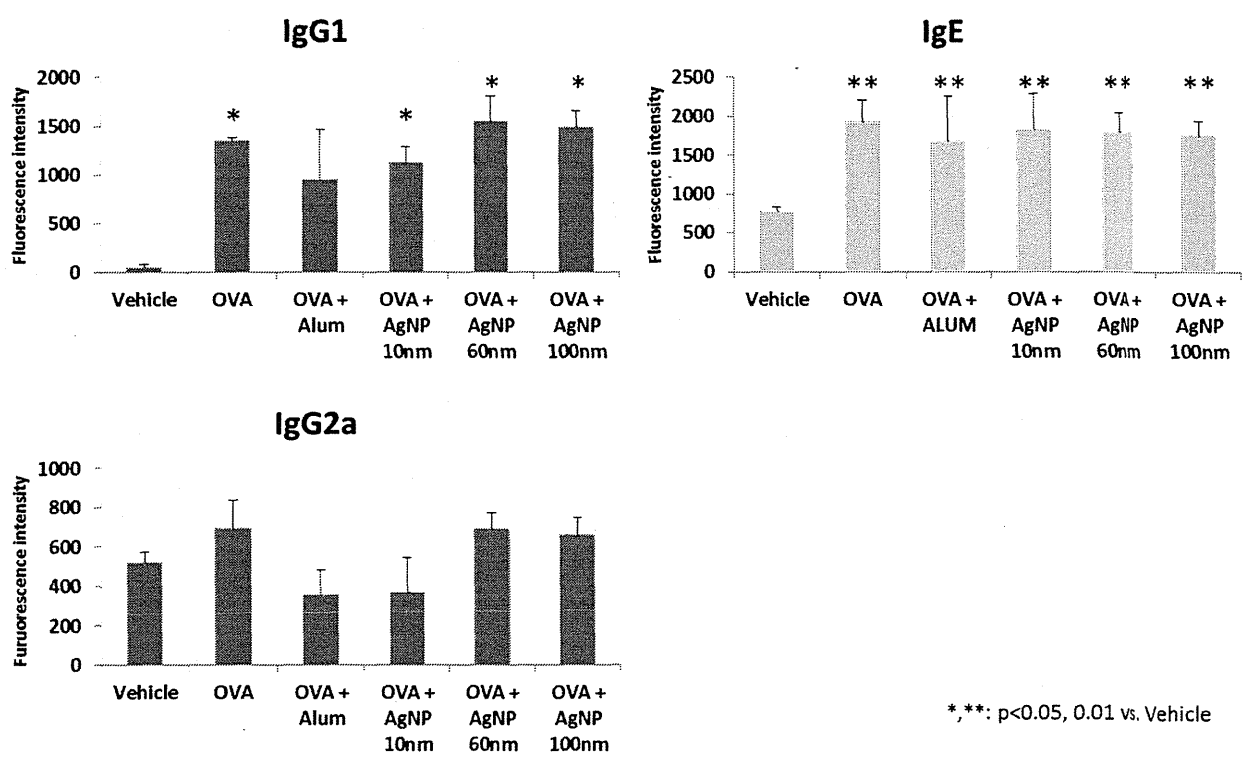 IgG1
Fluorescence intensity
2000
1500
1000
500
0
* * * *
Vehicle OVA OVA + OVA + OVA + OVA +
Alum AgNP AgNP AgNP
10nm 60nm 100nm
IgE
Fluorescence intensity
2500
2000
1500
1000
500
0
** ** ** ** **
Vehicle OVA OVA + OVA + OVA + OVA +
ALUM AgNP AgNP AgNP
10nm 60nm 100nm
IgG2a
Fururorescence intensity
1000
800
600
400
200
0
Vehicle OVA OVA + OVA + OVA + OVA +
Alum AgNP AgNP AgNP
10nm 60nm 100nm
*,**: p<0.05, 0.01 vs. Vehicle